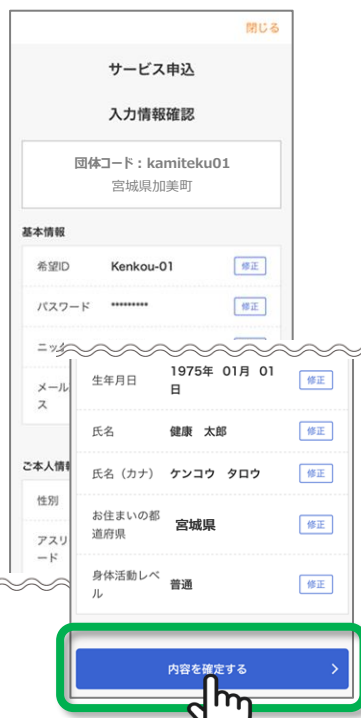 閉じる
サービス申込
入力情報確認
団体コード：kamiteku01
宮城県加美町
基本情報
希望ID Kenkou-01 修正
パスワード ********* 修正
ニッ
メール
ス
ご本人情
性別
アスリ
ード
生年月日 1975年 01月 01
日 修正
氏名 健康 太郎 修正
氏名（カナ） ケンコウ タロウ 修正
お住まいの都
道府県 宮城県 修正
身体活動レベ
ル 普通 修正
内容を確定する